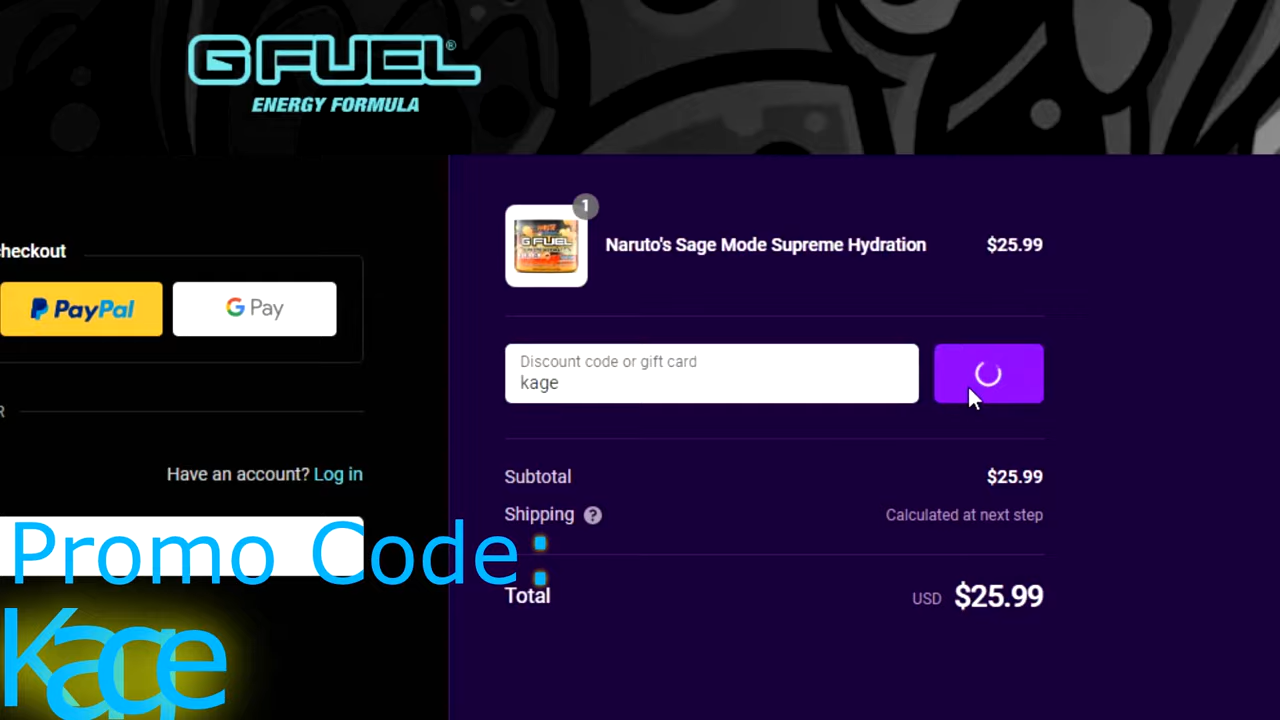 G FUEL®
ENERGY FORMULA
checkout
PayPal
G Pay
R
Have an account? Log in
1
Naruto's Sage Mode Supreme Hydration $25.99
G FUEL
Discount code or gift card
kage
Subtotal $25.99
Shipping ? Calculated at next step
Total USD $25.99
Promo Code :
Kage